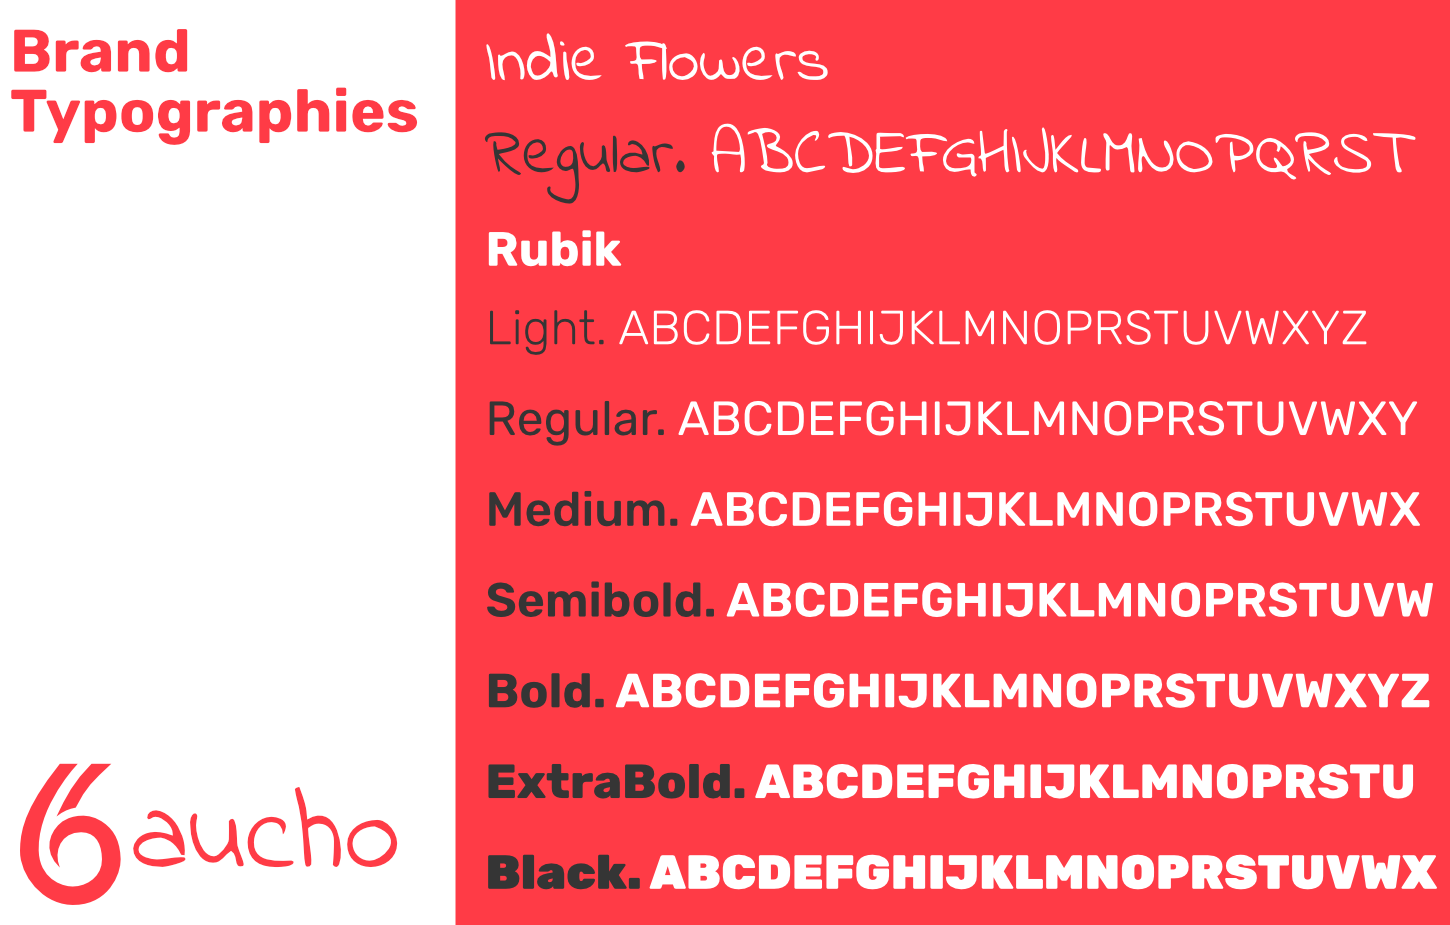 Brand
Typographies
Indie Flowers
Regular. ABCDEFGHIJKLMNOPQRST
Rubik
Light. ABCDEFGHIJKLMNOPRSTUVWXYZ
Regular. ABCDEFGHIJKLMNOPRSTUVWXY
Medium. ABCDEFGHIJKLMNOPRSTUVWX
Semibold. ABCDEFGHIJKLMNOPRSTUVW
Bold. ABCDEFGHIJKLMNOPRSTUVWXYZ
ExtraBold. ABCDEFGHIJKLMNOPRSTU
Black. ABCDEFGHIJKLMNOPRSTUVWX
6aucho